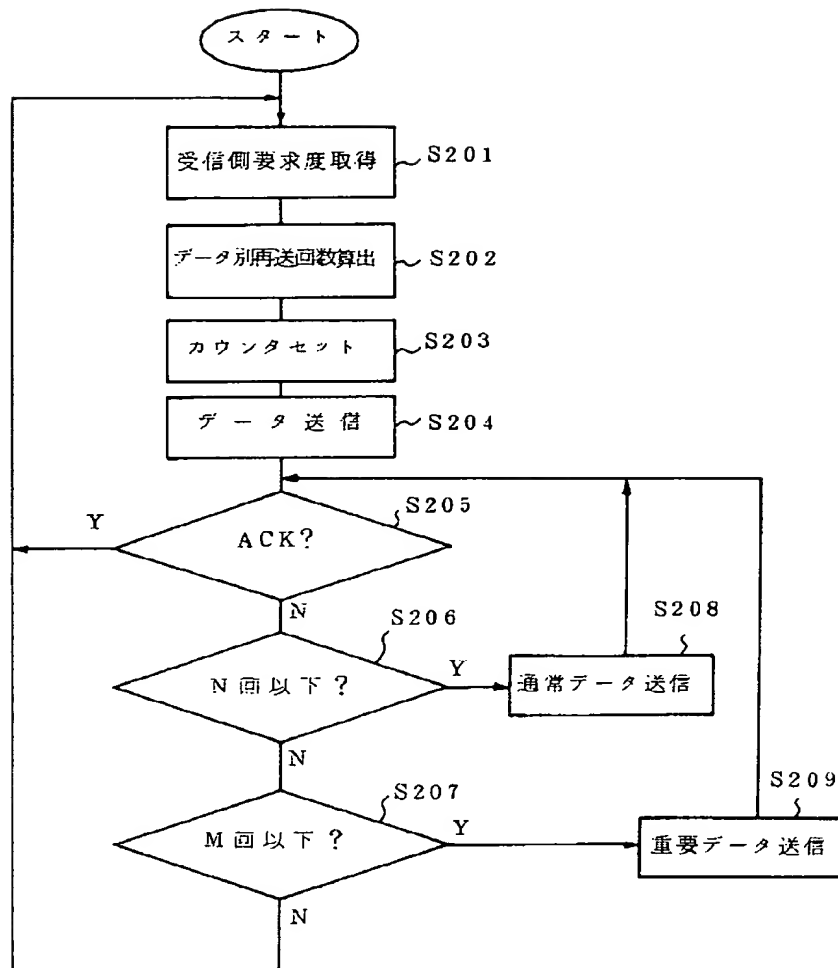 スタート
受信側要求度取得
S201
データ別再送回数算出
S202
カウンタセット
S203
データ送信
S204
S205
Y
ACK?
N
S206
N回以下?
Y
S208
通常データ送信
N
S207
M回以下?
Y
S209
重要データ送信
N